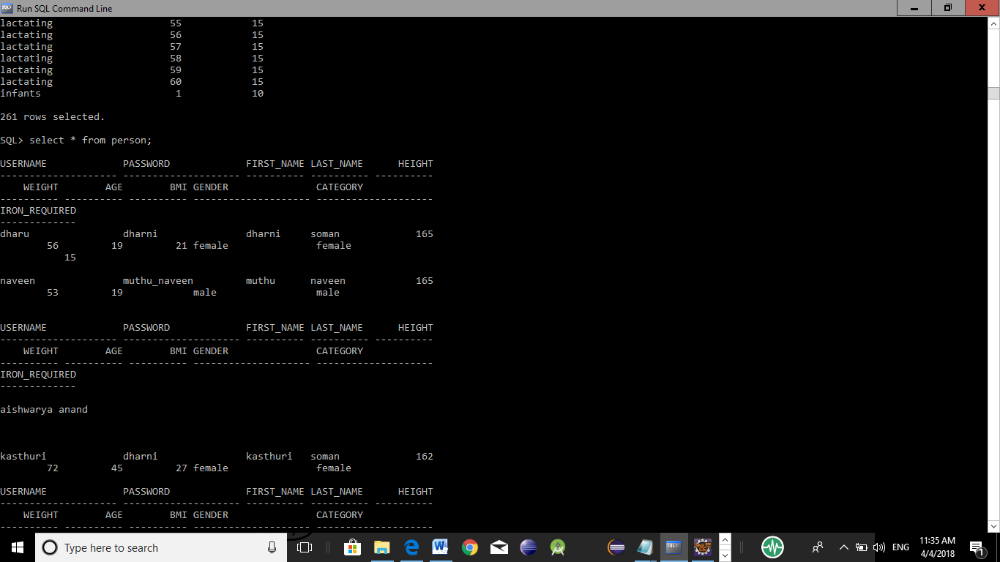 Run SQL Command Line
lactating 55 15
lactating 56 15
lactating 57 15
lactating 58 15
lactating 59 15
lactating 60 15
infants 1 10
261 rows selected.
SQL> select * from person;
USERNAME PASSWORD FIRST_NAME LAST_NAME HEIGHT
-------------------- -------------------- ---------- ---------- ----------
WEIGHT AGE BMI GENDER CATEGORY
---------- ---------- ---------- -------------------- --------------------
IRON_REQUIRED
-------------
dharu dharni dharni soman 165
56 19 21 female female
15
naveen muthu_naveen muthu naveen 165
53 19 male male
USERNAME PASSWORD FIRST_NAME LAST_NAME HEIGHT
-------------------- -------------------- ---------- ---------- ----------
WEIGHT AGE BMI GENDER CATEGORY
---------- ---------- ---------- -------------------- --------------------
IRON_REQUIRED
-------------
aishwarya anand
kasthuri dharni kasthuri soman 162
72 45 27 female female
USERNAME PASSWORD FIRST_NAME LAST_NAME HEIGHT
-------------------- -------------------- ---------- ---------- ----------
WEIGHT AGE BMI GENDER CATEGORY
---------- ---------- ---------- -------------------- --------------------
Type here to search
ENG
11:35 AM
4/4/2018
1